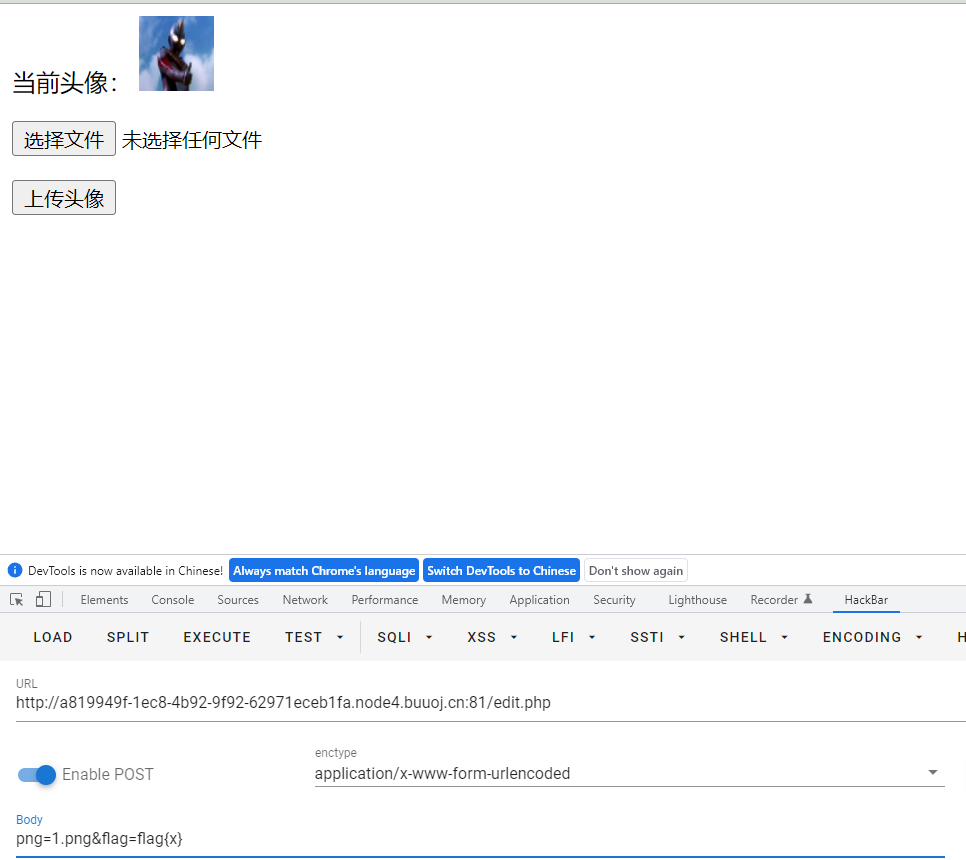 当前头像：
选择文件 未选择任何文件
上传头像
DevTools is now available in Chinese! Always match Chrome's language Switch DevTools to Chinese Don't show again
Elements Console Sources Network Performance Memory Application Security Lighthouse Recorder HackBar
LOAD SPLIT EXECUTE TEST SQLI XSS LFI SSTI SHELL ENCODING H
URL
http://a819949f-1ec8-4b92-9f92-62971eceb1fa.node4.buuoj.cn:81/edit.php
enctype
Enable POST application/x-www-form-urlencoded
Body
png=1.png&flag=flag{x}